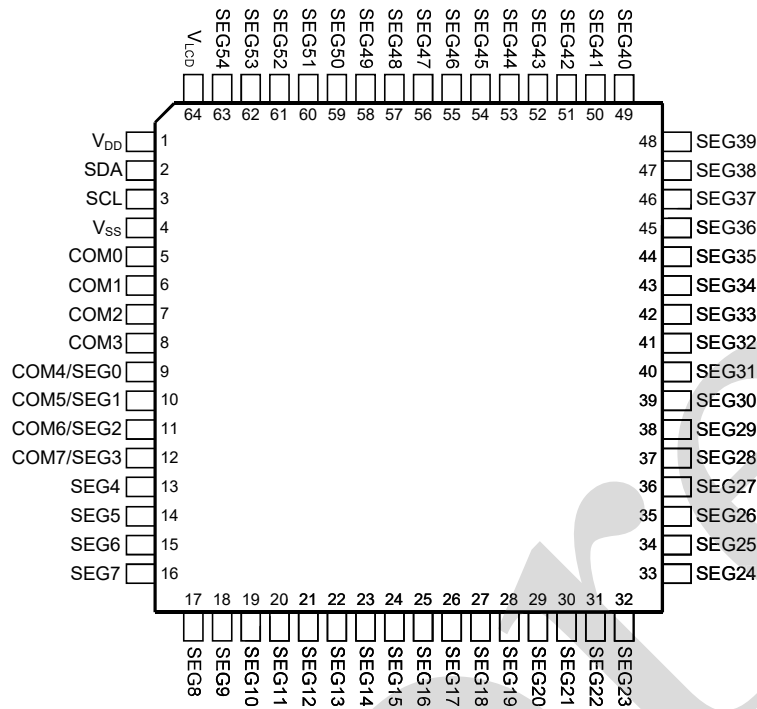 V_LCD SEG54 SEG53 SEG52 SEG51 SEG50 SEG49 SEG48 SEG47 SEG46 SEG45 SEG44 SEG43 SEG42 SEG41 SEG40
64 63 62 61 60 59 58 57 56 55 54 53 52 51 50 49
V_DD 1 48 SEG39
SDA 2 47 SEG38
SCL 3 46 SEG37
V_SS 4 45 SEG36
COM0 5 44 SEG35
COM1 6 43 SEG34
COM2 7 42 SEG33
COM3 8 41 SEG32
COM4/SEG0 9 40 SEG31
COM5/SEG1 10 39 SEG30
COM6/SEG2 11 38 SEG29
COM7/SEG3 12 37 SEG28
SEG4 13 36 SEG27
SEG5 14 35 SEG26
SEG6 15 34 SEG25
SEG7 16 33 SEG24
17 18 19 20 21 22 23 24 25 26 27 28 29 30 31 32
SEG8 SEG9 SEG10 SEG11 SEG12 SEG13 SEG14 SEG15 SEG16 SEG17 SEG18 SEG19 SEG20 SEG21 SEG22 SEG23